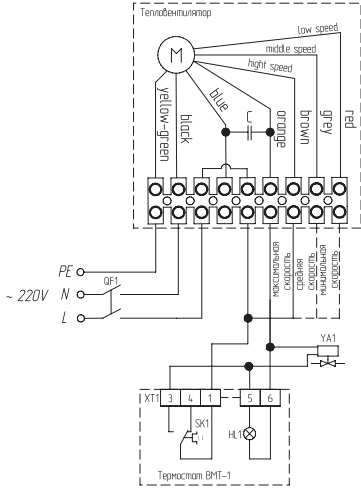 Тепловентилятор
low speed
M
middle speed
hight speed
yellow-green
black
blue
C
orange
brown
grey
red
PE
~ 220V
QF1
N
L
максимальная
скорость
средняя
скорость
минимальная
скорость
YA1
XT1
3
4
1
5
6
SK1
t°
HL1
Термостат ВМТ-1